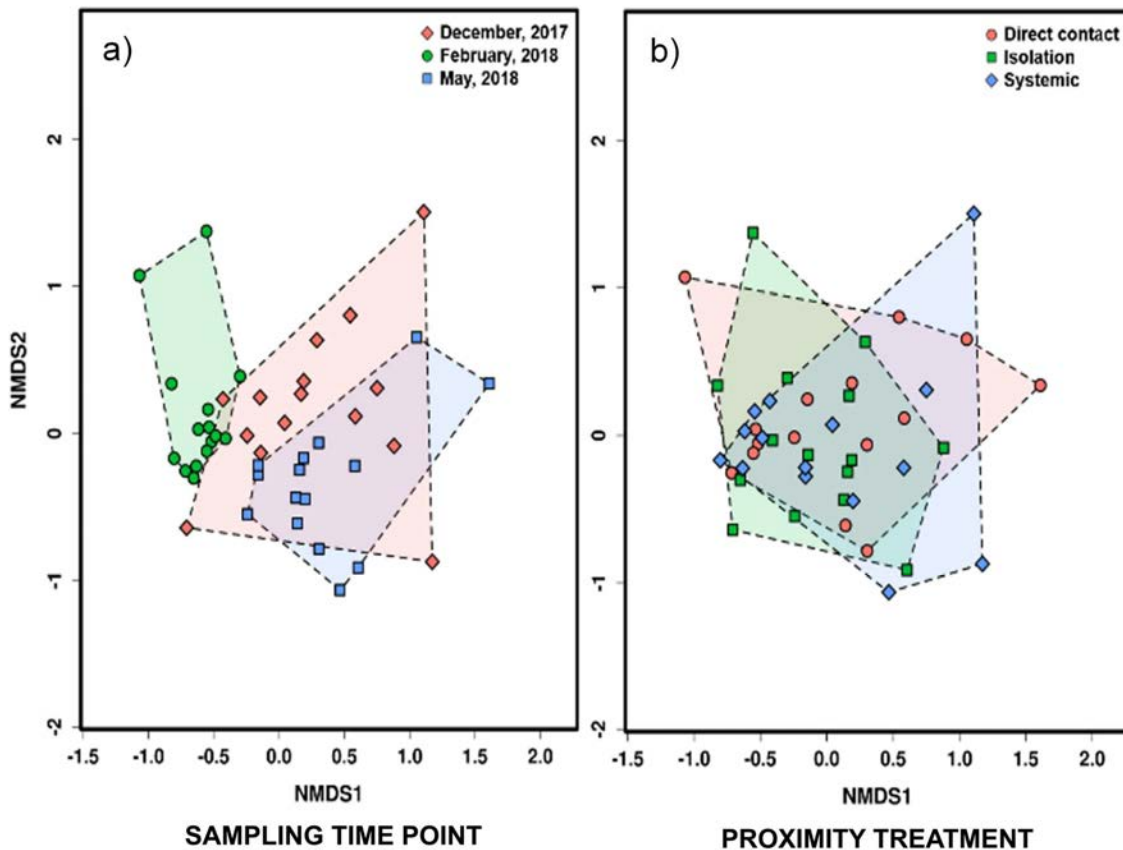 a)
December, 2017
February, 2018
May, 2018
NMDS2
2
1
0
-1
-2
-1.5 -1.0 -0.5 0.0 0.5 1.0 1.5 2.0
NMDS1
SAMPLING TIME POINT
b)
Direct contact
Isolation
Systemic
2
1
0
-1
-2
-1.5 -1.0 -0.5 0.0 0.5 1.0 1.5 2.0
NMDS1
PROXIMITY TREATMENT